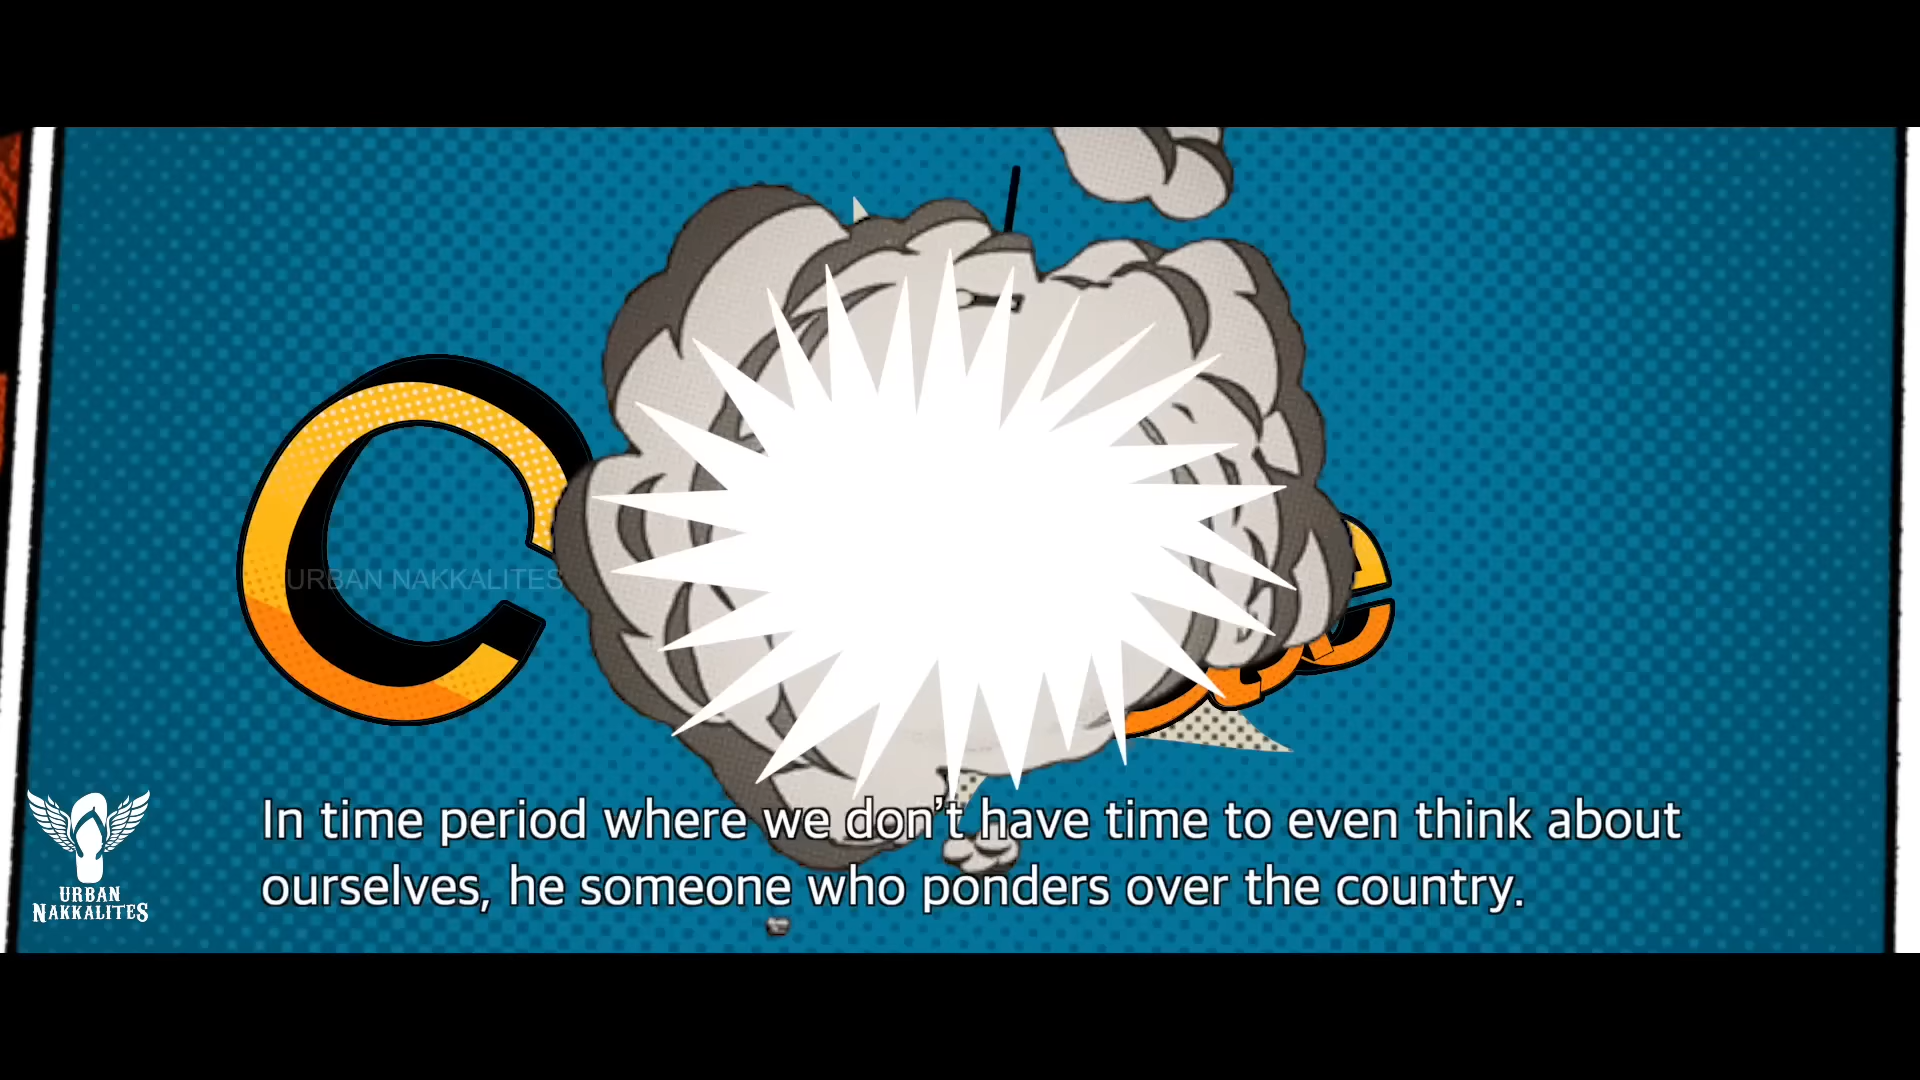 C
URBAN NAKKALITES
URBAN
NAKKALITES
In time period where we don't have time to even think about
ourselves, he someone who ponders over the country.